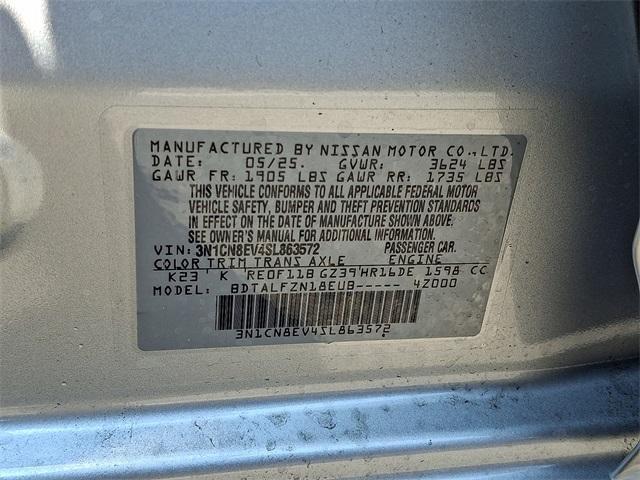 MANUFACTURED BY NISSAN MOTOR CO., LTD.
DATE: 05/25. GVWR: 3624 LBS
GAWR FR: 1905 LBS GAWR RR: 1735 LBS
THIS VEHICLE CONFORMS TO ALL APPLICABLE FEDERAL MOTOR
VEHICLE SAFETY, BUMPER AND THEFT PREVENTION STANDARDS
IN EFFECT ON THE DATE OF MANUFACTURE SHOWN ABOVE.
SEE OWNER'S MANUAL FOR ADDITIONAL INFORMATION.
VIN: 3N1CN8EV4SL863572 PASSENGER CAR.
COLOR TRIM TRANS AXLE ENGINE
K23 ' K RE0F11B GZ39'HR16DE 1598 CC
MODEL: BDTALFZN18EUB----- 4Z000
3N1CN8EV4SL863572